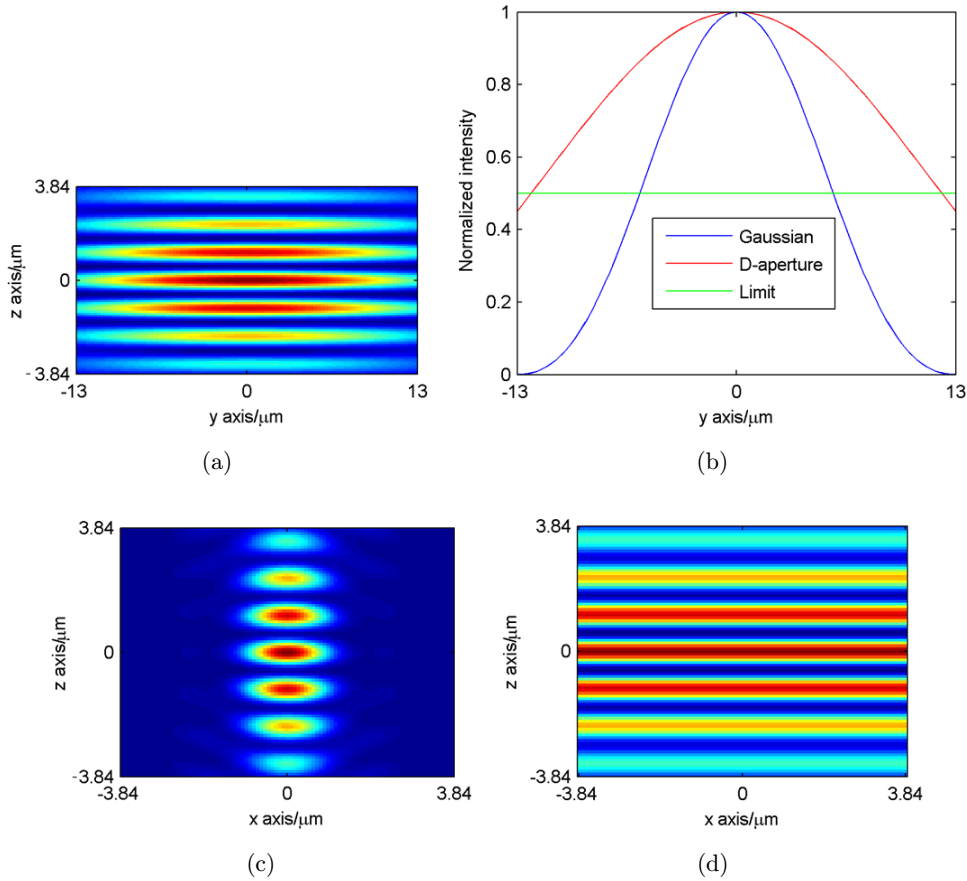 3.84
0
-3.84
z axis/μm
-13
0
13
y axis/μm
(a)
1
0.8
0.6
0.4
0.2
0
Normalized intensity
Gaussian
D-aperture
Limit
-13
0
13
y axis/μm
(b)
3.84
0
-3.84
z axis/μm
-3.84
0
3.84
x axis/μm
(c)
3.84
0
-3.84
z axis/μm
-3.84
0
3.84
x axis/μm
(d)